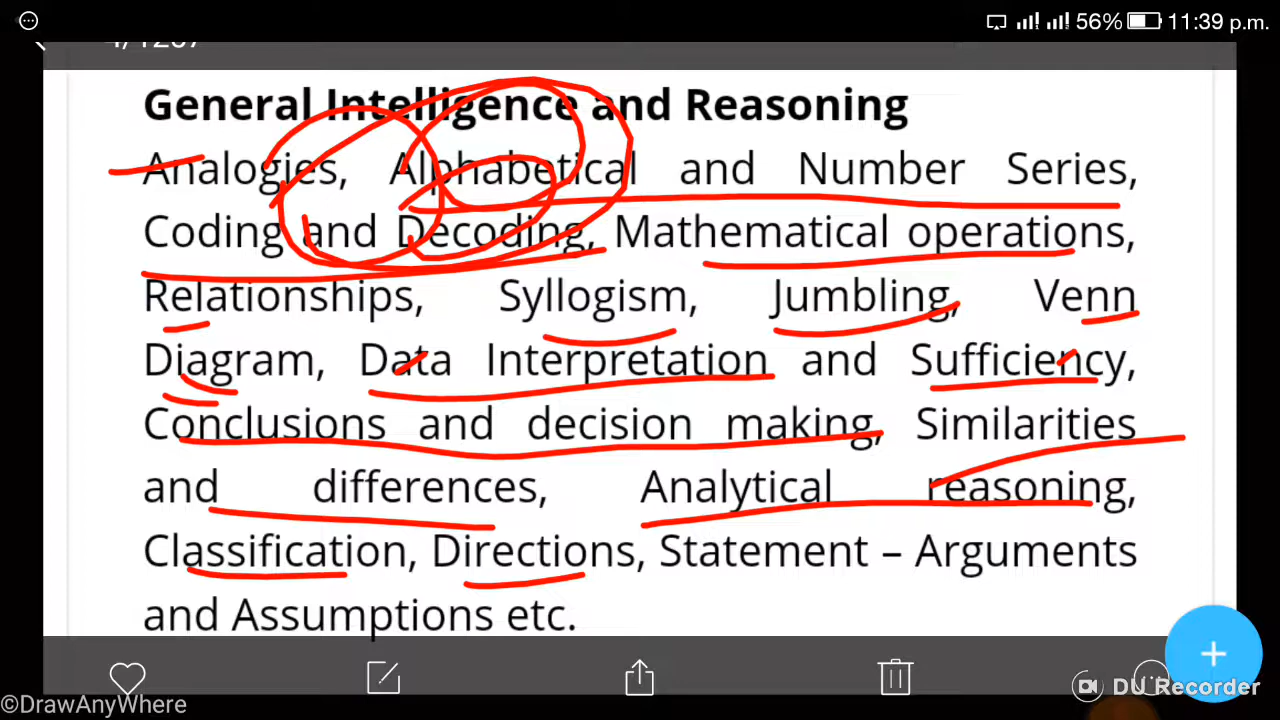 56% 11:39 p.m.
General Intelligence and Reasoning
Analogies, Alphabetical and Number Series,
Coding and Decoding, Mathematical operations,
Relationships, Syllogism, Jumbling, Venn
Diagram, Data Interpretation and Sufficiency,
Conclusions and decision making, Similarities
and differences, Analytical reasoning,
Classification, Directions, Statement – Arguments
and Assumptions etc.
DU Recorder
©DrawAnyWhere